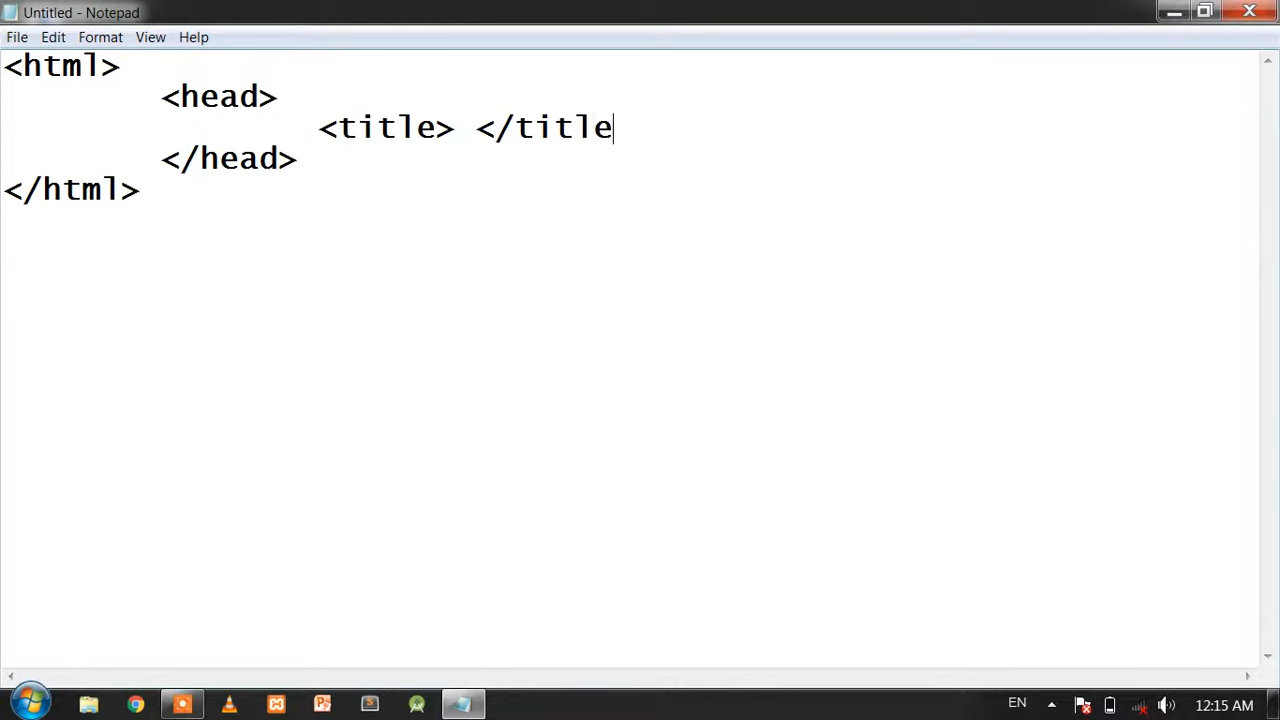 Untitled - Notepad
File Edit Format View Help
<html>
<head>
<title> </title
</head>
</html>
EN 12:15 AM